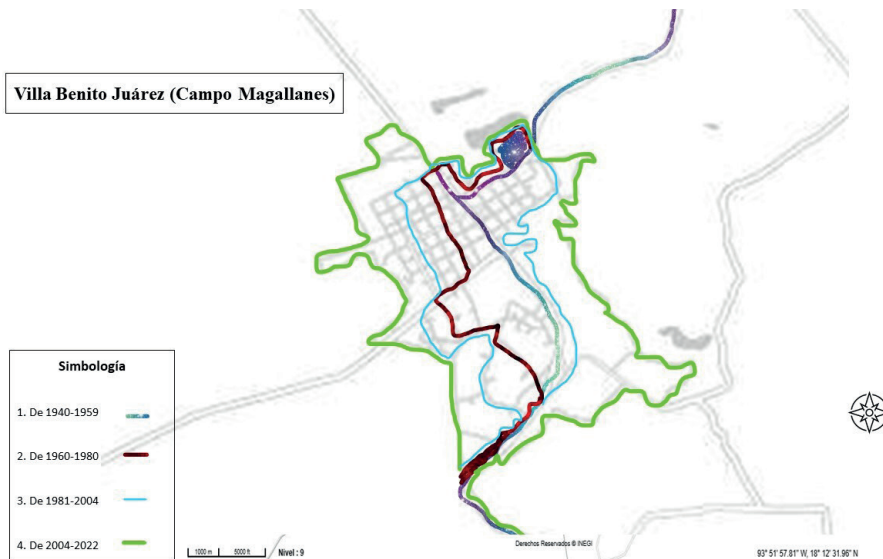 Villa Benito Juárez (Campo Magallanes)
Simbología
1. De 1940-1959
2. De 1960-1980
3. De 1981-2004
4. De 2004-2022
1000 m
5000 ft
Nivel : 9
Derechos Reservados © INEGI
93° 51' 57.81" W, 18° 12' 31.96" N